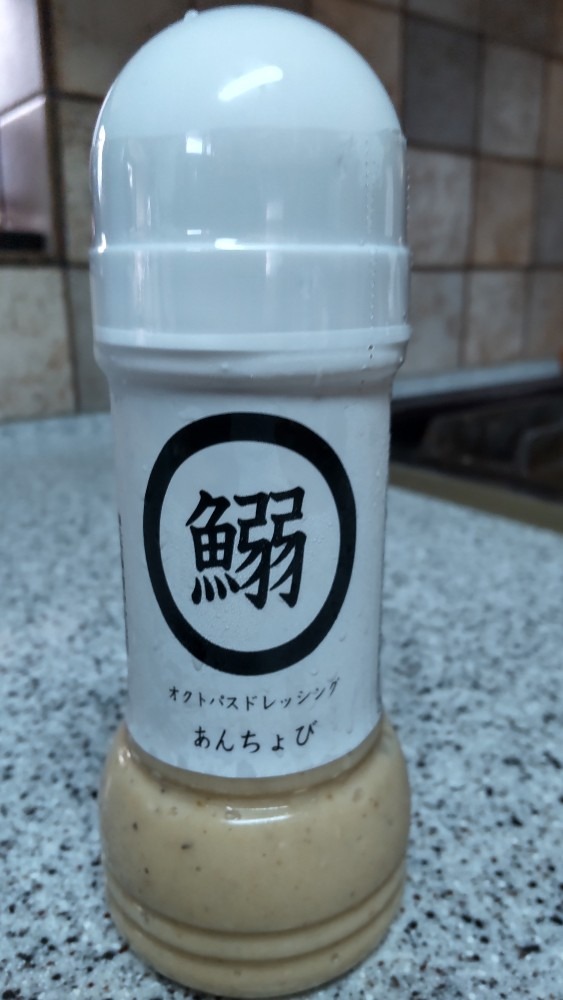 鰯
オクトパスドレッシング
あんちょび